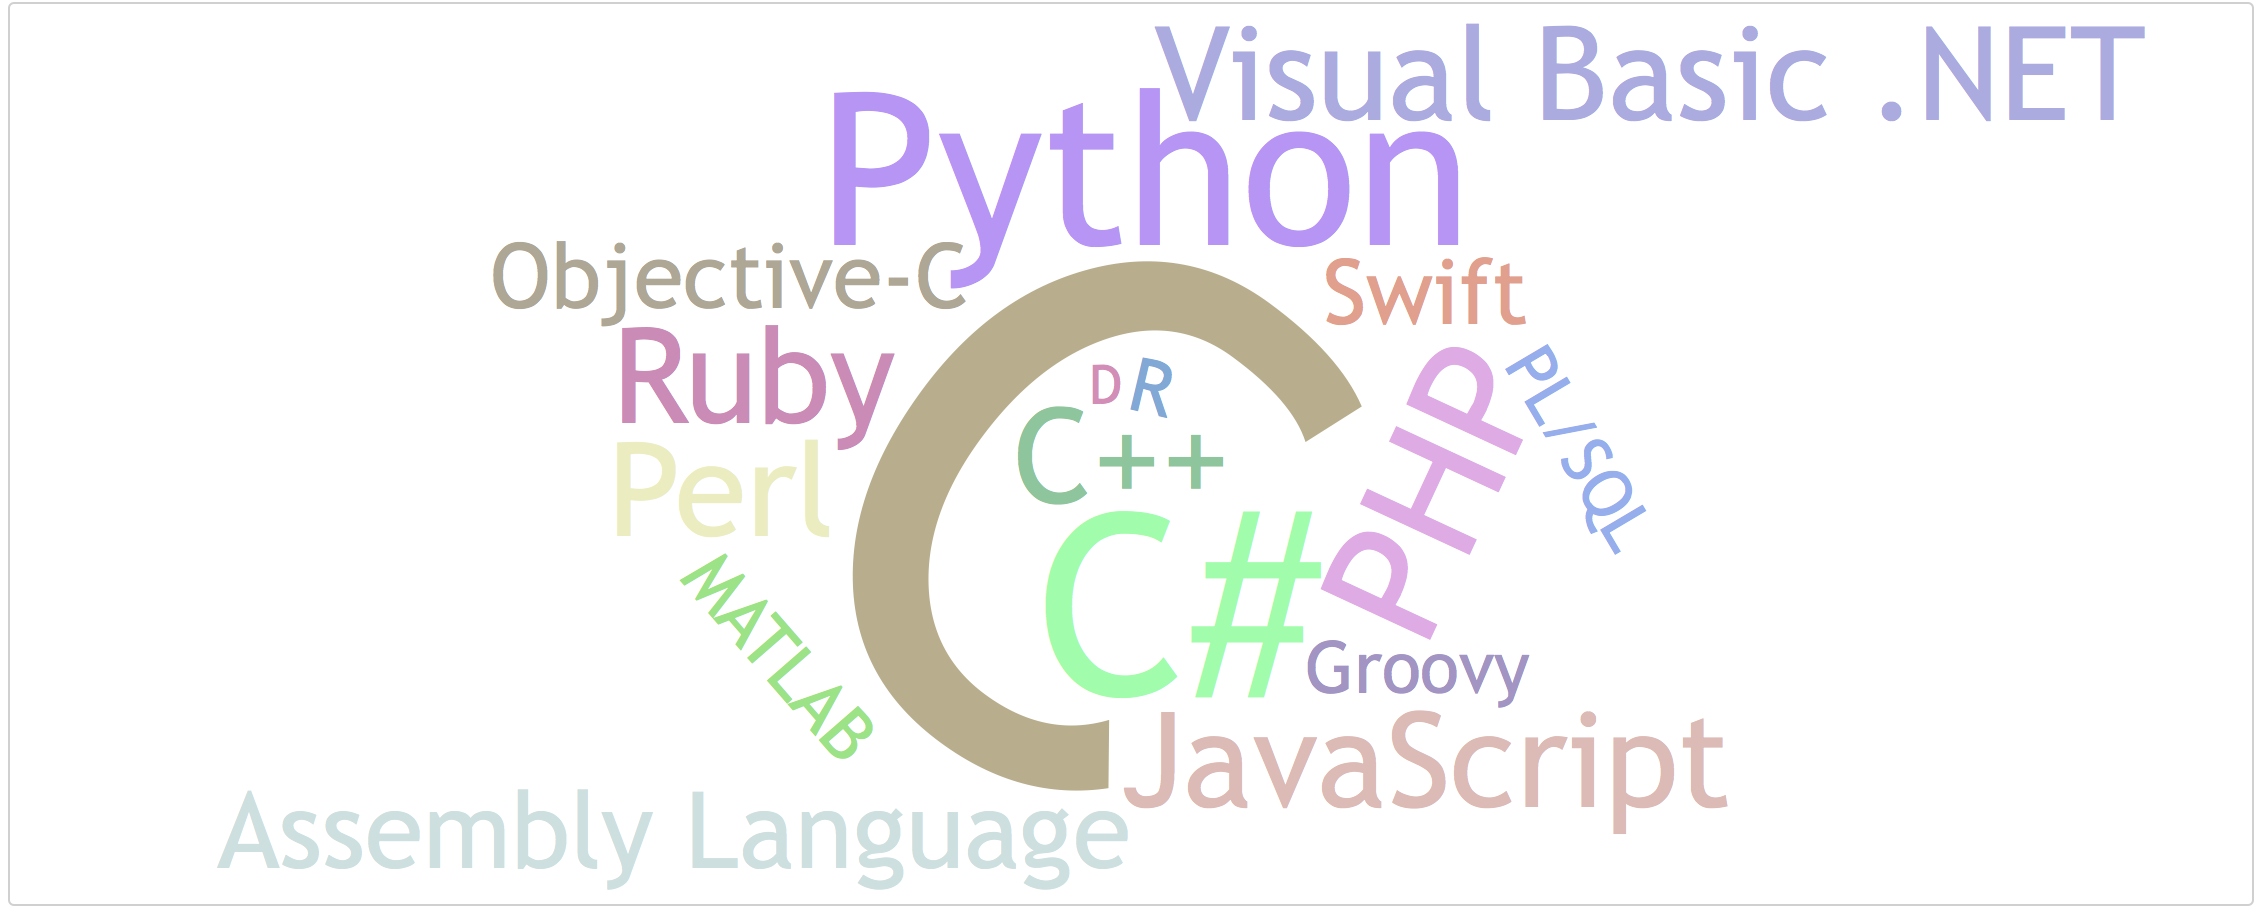 Visual Basic .NET
Python
Objective-C
Swift
C
Ruby
D
R
PHP
PL/SQL
C++
Perl
C#
MATLAB
Groovy
JavaScript
Assembly Language